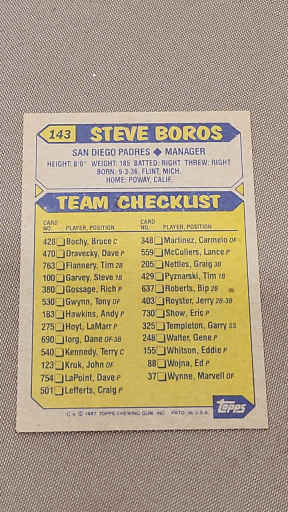 143 STEVE BOROS
SAN DIEGO PADRES ◆ MANAGER
HEIGHT: 6'0" WEIGHT: 185 BATTED: RIGHT THREW: RIGHT
BORN: 9-3-36, FLINT, MICH.
HOME: POWAY, CALIF.
TEAM CHECKLIST
CARD NO. PLAYER, POSITION
428 Bochy, Bruce C
470 Dravecky, Dave P
763 Flannery, Tim 2B
100 Garvey, Steve 1B
380 Gossage, Rich P
530 Gwynn, Tony OF
183 Hawkins, Andy P
275 Hoyt, LaMarr P
690 Iorg, Dane OF-3B
540 Kennedy, Terry C
123 Kruk, John OF
754 LaPoint, Dave P
501 Lefferts, Craig P
CARD NO. PLAYER, POSITION
348 Martinez, Carmelo OF
559 McCullers, Lance P
205 Nettles, Graig 3B
429 Pyznarski, Tim 1B
637 Roberts, Bip 2B
403 Royster, Jerry 2B-3B
730 Show, Eric P
325 Templeton, Garry SS
248 Walter, Gene P
155 Whitson, Eddie P
88 Wojna, Ed P
37 Wynne, Marvell OF
© 1987 TOPPS CHEWING GUM, INC. PRTD. IN U.S.A.
topps